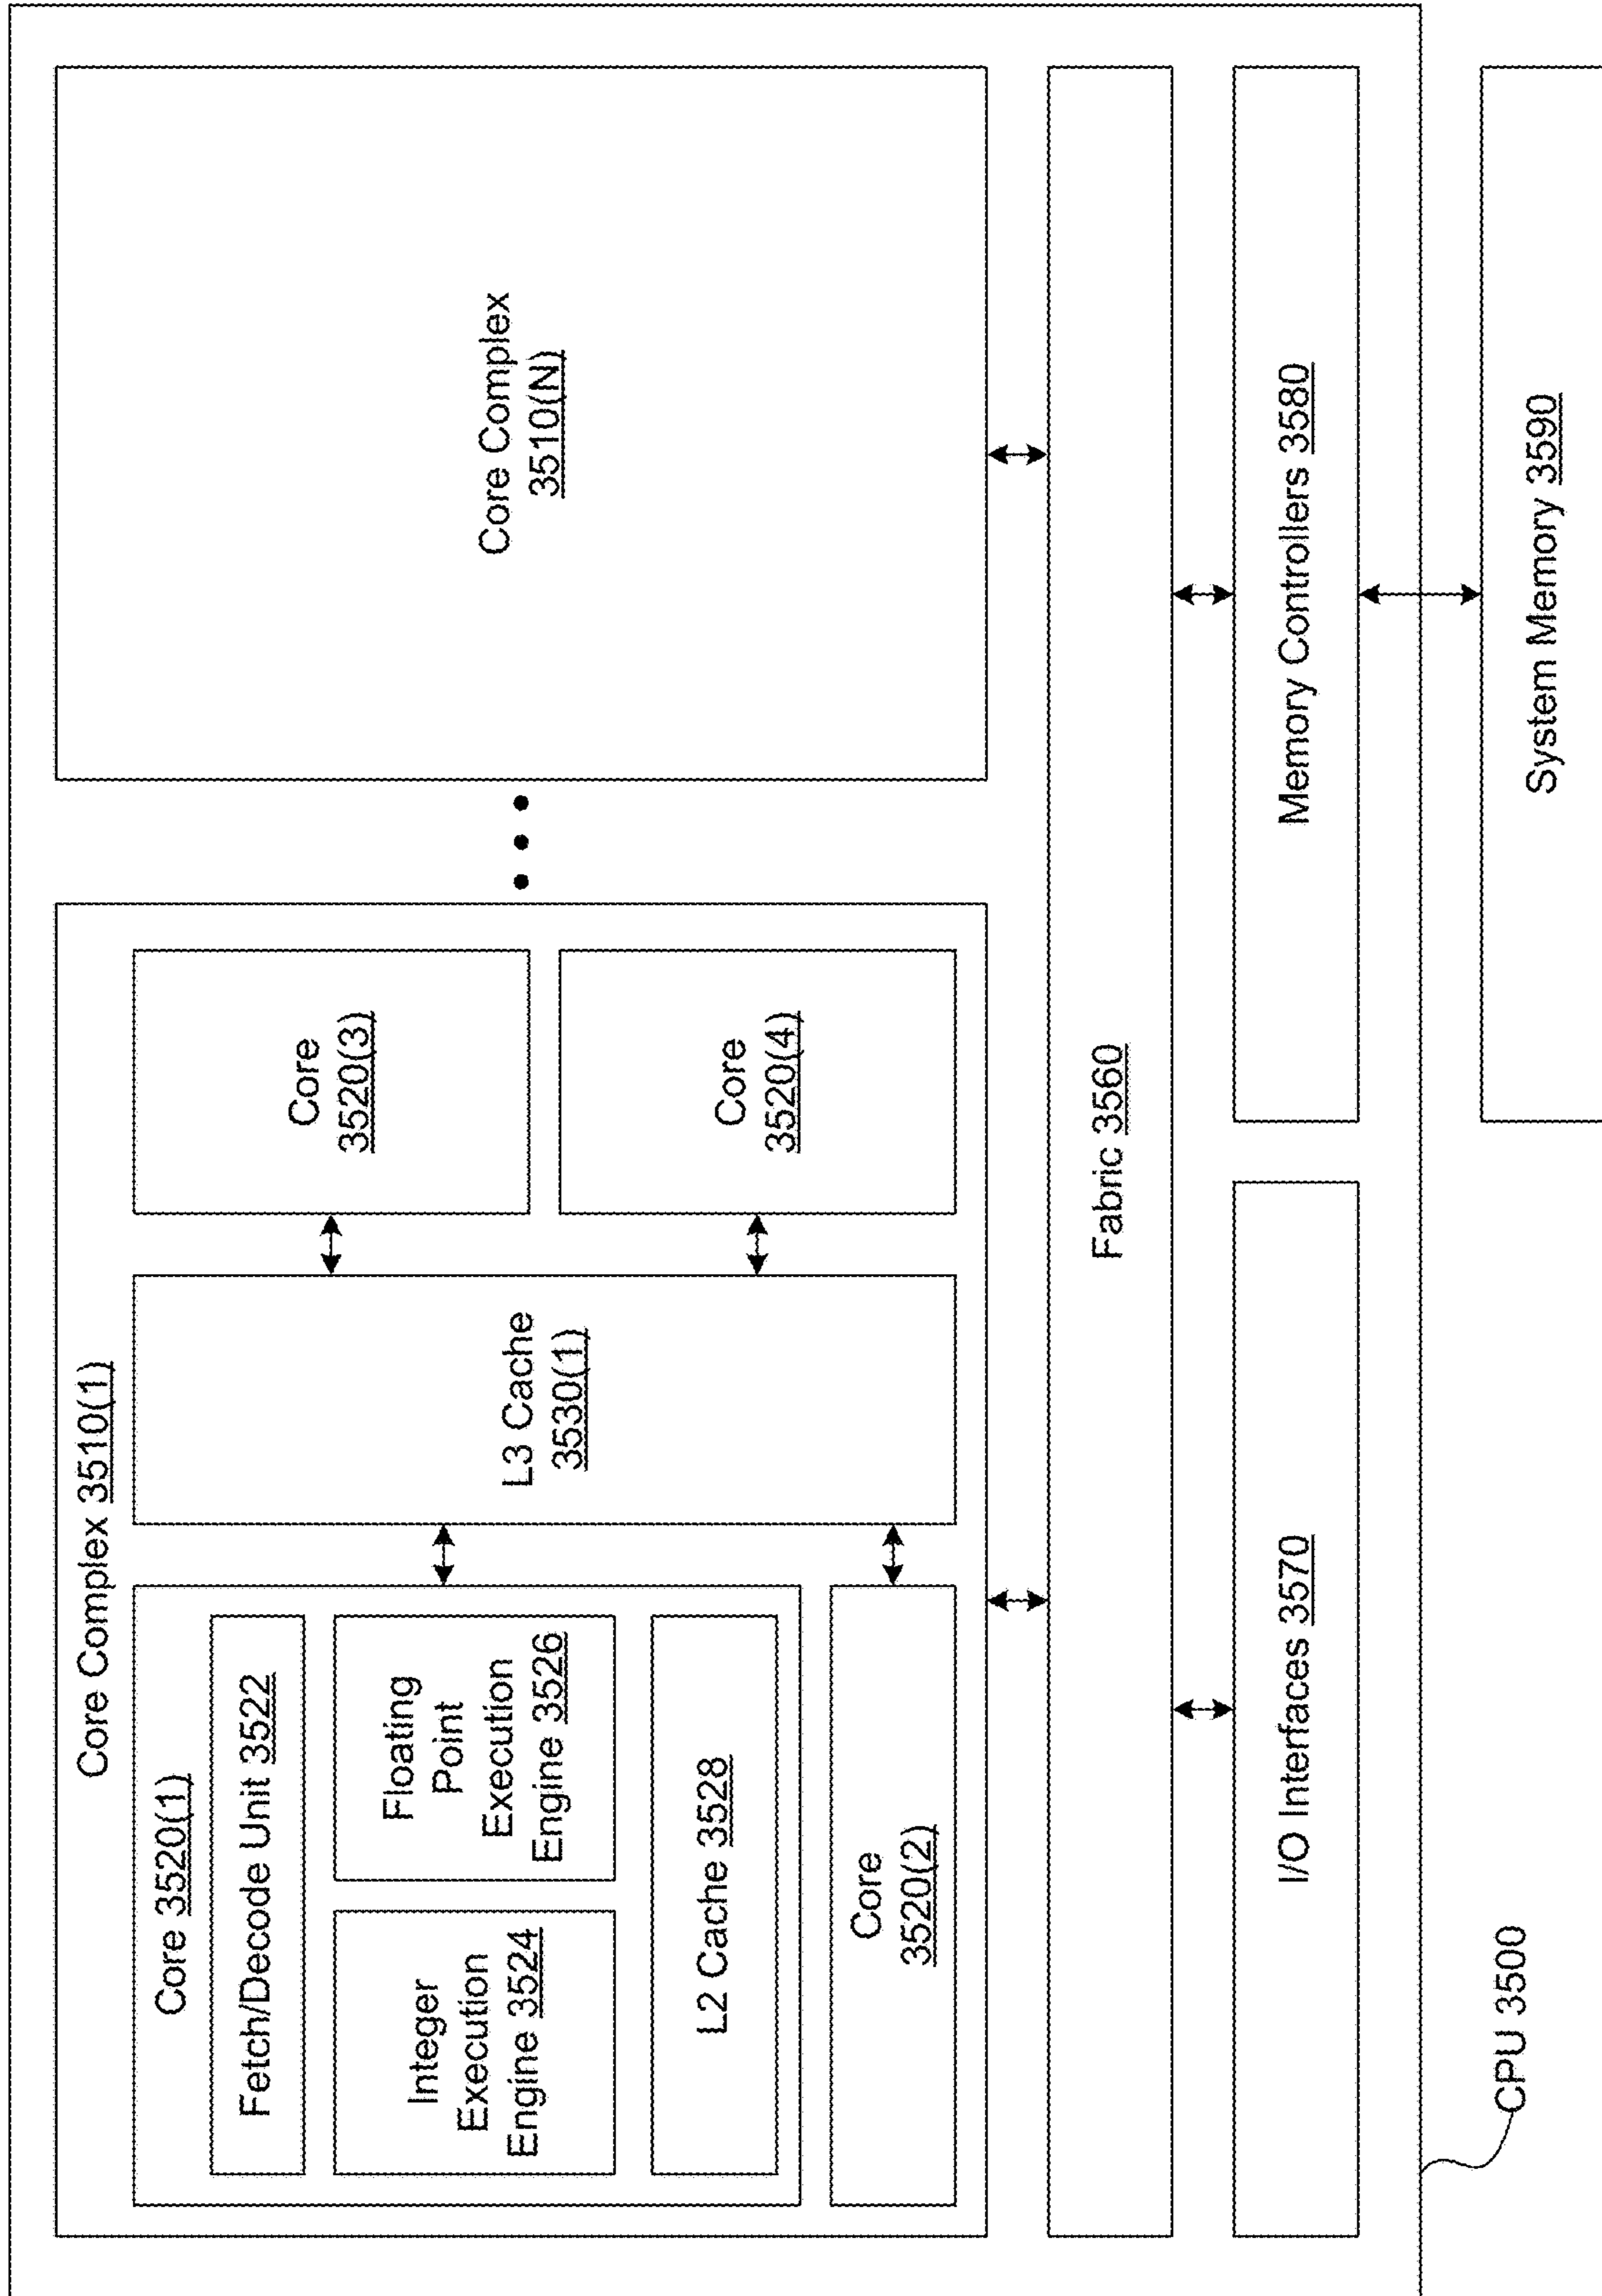 Core Complex 3510(1)
Core 3520(1)
Fetch/Decode Unit 3522
Integer
Execution
Engine 3524
Floating
Point
Execution
Engine 3526
L2 Cache 3528
Core
3520(2)
L3 Cache
3530(1)
Core
3520(3)
Core
3520(4)
Core Complex
3510(N)
Fabric 3560
I/O Interfaces 3570
Memory Controllers 3580
CPU 3500
System Memory 3590